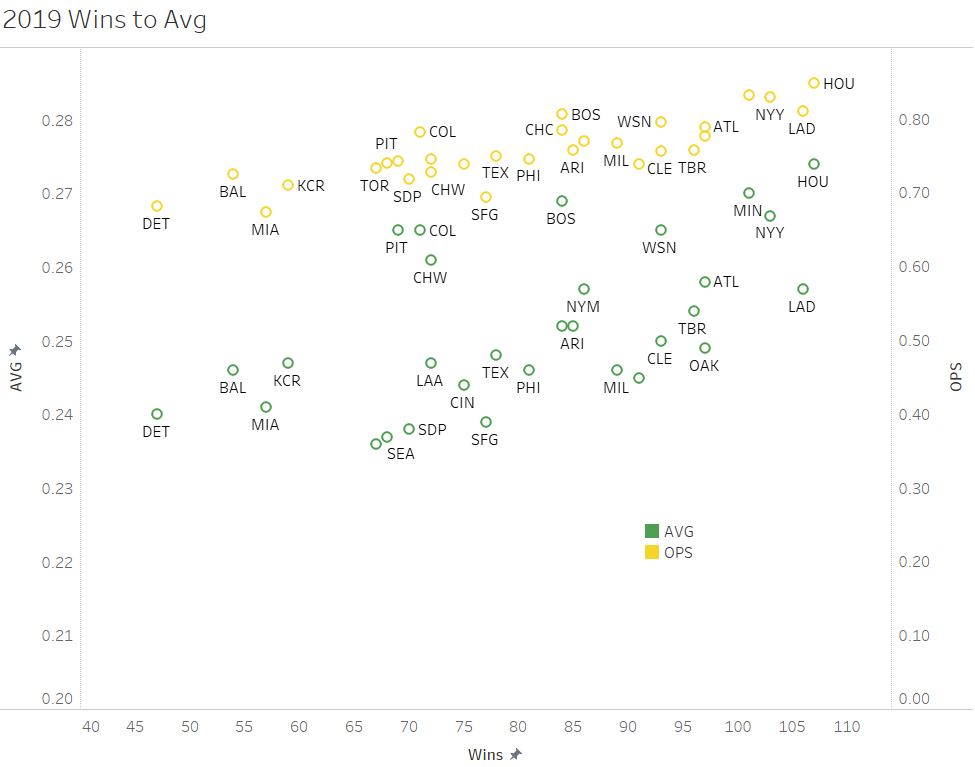 2019 Wins to Avg
HOU
NYY
LAD
0.28
BOS
WSN
0.80
CHC
ATL
COL
PIT
ARI
MIL
CLE
TBR
TEX
PHI
TOR
CHW
KCR
BAL
SDP
0.27
0.70
HOU
SFG
MIN
DET
MIA
BOS
NYY
PIT
COL
WSN
0.26
0.60
CHW
ATL
NYM
LAD
TBR
0.25
0.50
ARI
CLE
OAK
AVG
OPS
BAL
KCR
LAA
TEX
PHI
MIL
CIN
0.24
0.40
DET
MIA
SDP
SFG
SEA
0.23
0.30
AVG
OPS
0.22
0.20
0.21
0.10
0.20
0.00
40 45 55 60 65 70 75 80 85 90 95 100 105 110
Wins